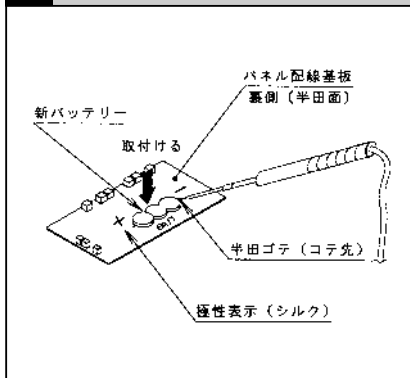 パネル配線基板
裏側（半田面）
新バッテリー
取付ける
+
−
半田ゴテ（コテ先）
極性表示（シルク）